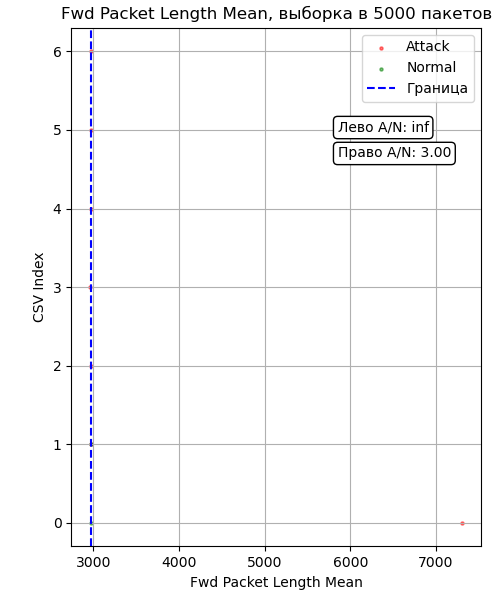 Fwd Packet Length Mean, выборка в 5000 пакетов
Attack
Normal
Граница
Лево A/N: inf
Право A/N: 3.00
CSV Index
6
5
4
3
2
1
0
3000 4000 5000 6000 7000
Fwd Packet Length Mean